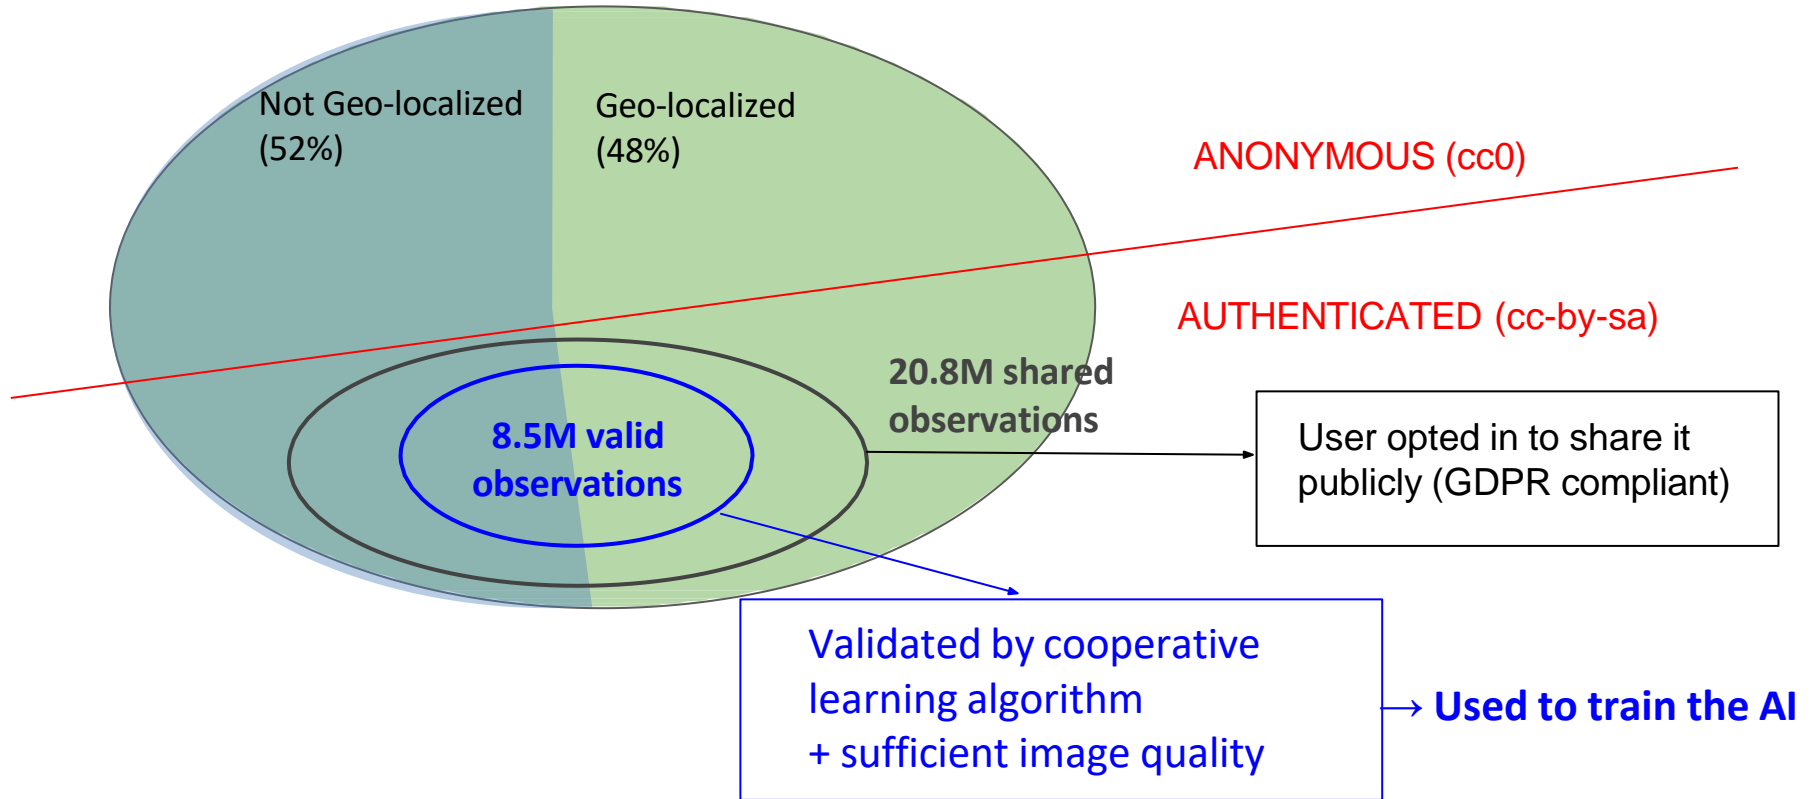 Not Geo-localized
(52%)
Geo-localized
(48%)
ANONYMOUS (cc0)
AUTHENTICATED (cc-by-sa)
20.8M shared
observations
8.5M valid
observations
User opted in to share it
publicly (GDPR compliant)
Validated by cooperative
learning algorithm
+ sufficient image quality
→ Used to train the AI